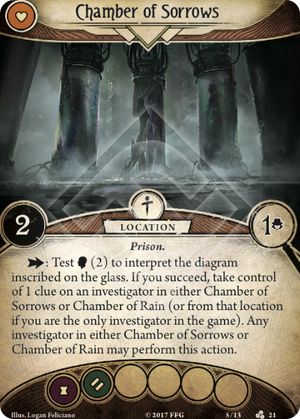 Chamber of Sorrows
2
LOCATION
1
Prison.
: Test (2) to interpret the diagram
inscribed on the glass. If you succeed, take control
of 1 clue on an investigator in either Chamber of
Sorrows or Chamber of Rain (or from that location
if you are the only investigator in the game). Any
investigator in either Chamber of Sorrows or
Chamber of Rain may perform this action.
Illus. Logan Feliciano
© 2017 FFG
5/13
21